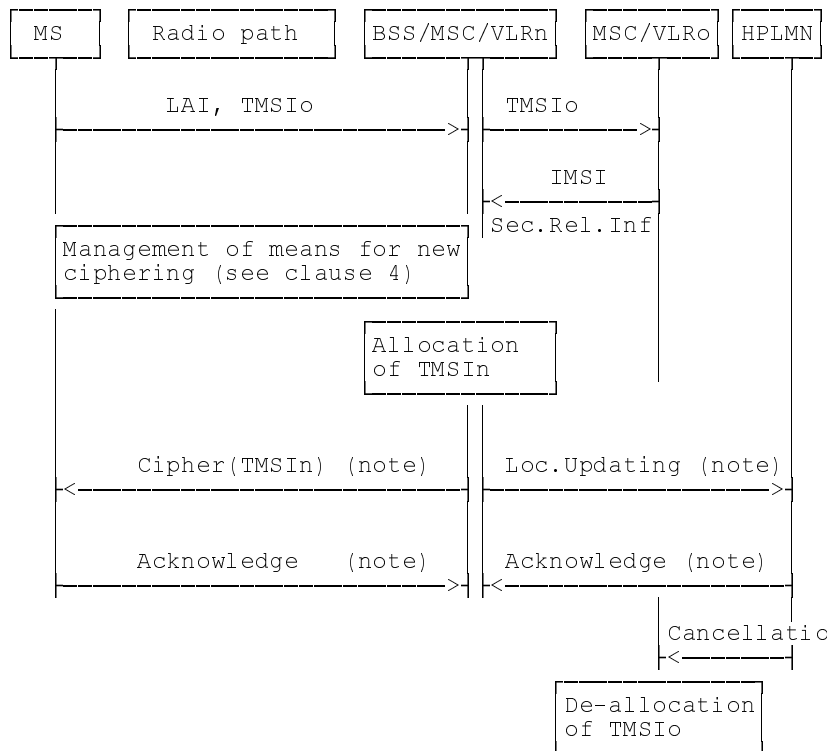 MS Radio path BSS/MSC/VLRn MSC/VLRo HPLMN
LAI, TMSIo TMSIo
IMSI
Sec.Rel.Inf
Management of means for new
ciphering (see clause 4)
Allocation
of TMSIn
Cipher(TMSIn) (note) Loc.Updating (note)
Acknowledge (note) Acknowledge (note)
Cancellatio
De-allocation
of TMSIo